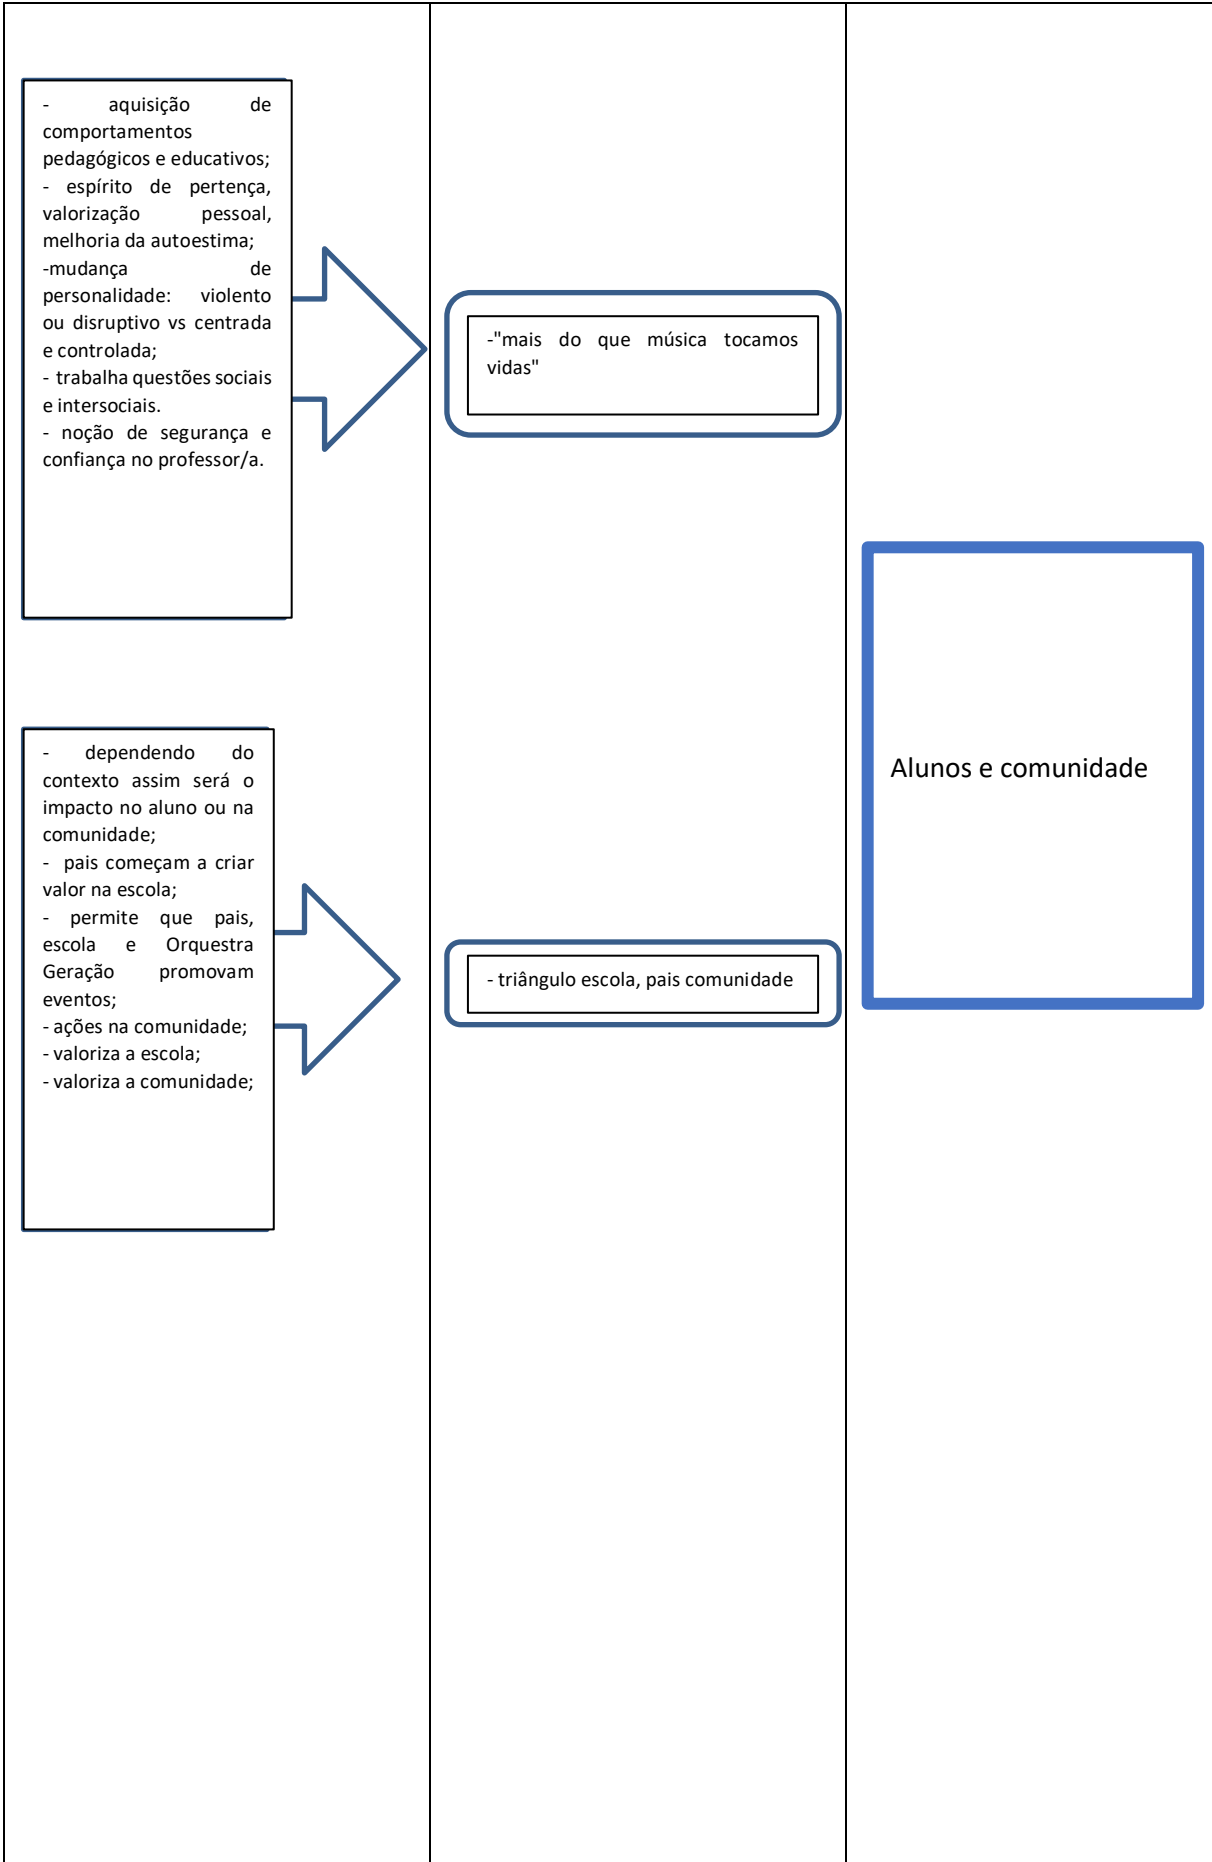 - aquisição de
comportamentos
pedagógicos e educativos;
- espírito de pertença,
valorização pessoal,
melhoria da autoestima;
-mudança de
personalidade: violento
ou disruptivo vs centrada
e controlada;
- trabalha questões sociais
e intersociais.
- noção de segurança e
confiança no professor/a.
-"mais do que música tocamos
vidas"
- dependendo do
contexto assim será o
impacto no aluno ou na
comunidade;
- pais começam a criar
valor na escola;
- permite que pais,
escola e Orquestra
Geração promovam
eventos;
- ações na comunidade;
- valoriza a escola;
- valoriza a comunidade;
- triângulo escola, pais comunidade
Alunos e comunidade